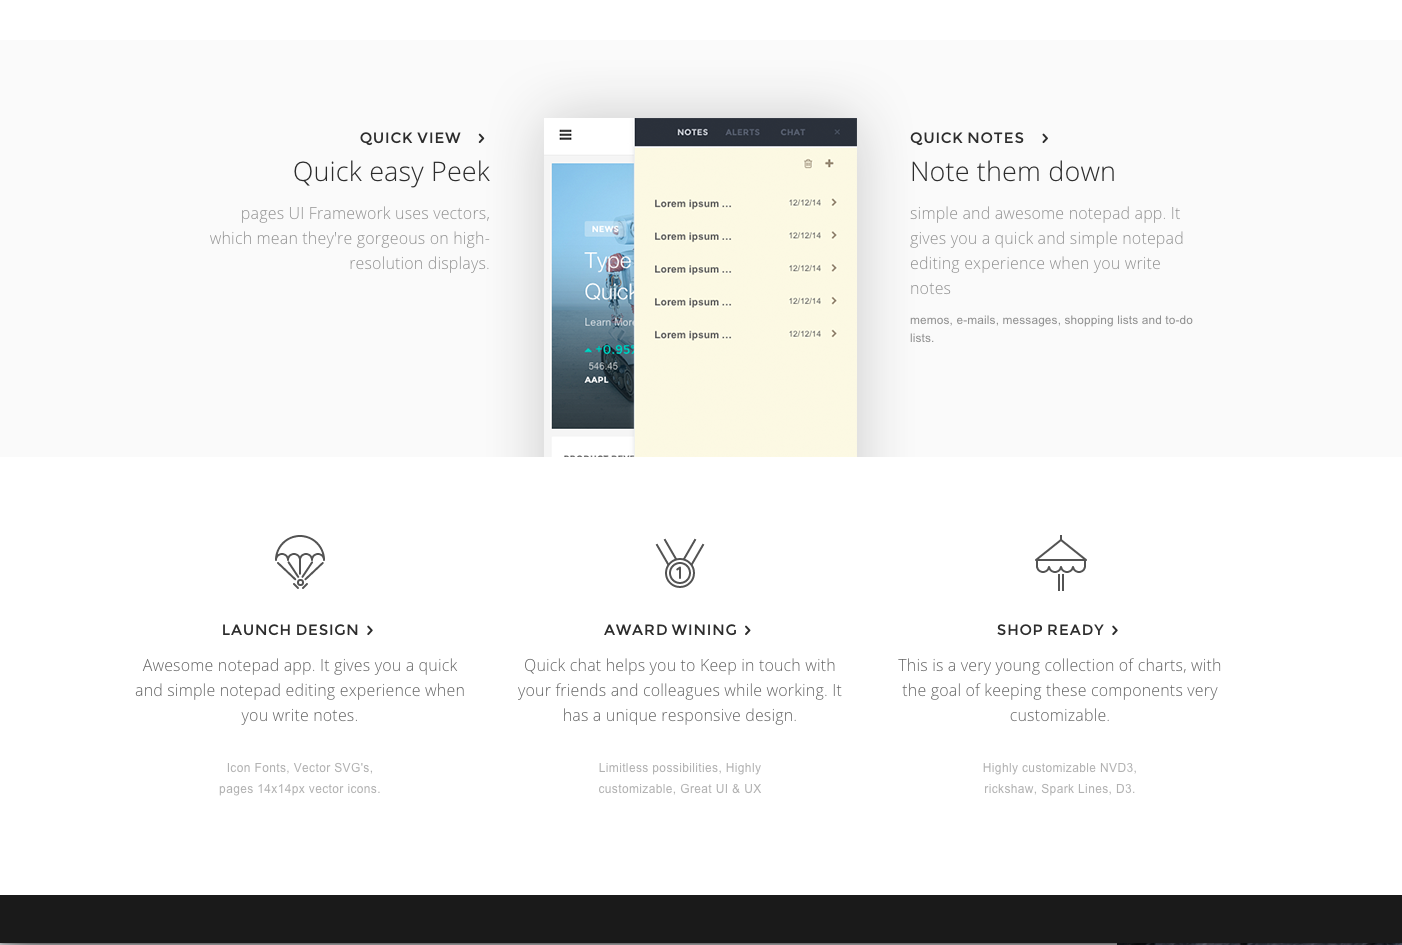 QUICK VIEW
Quick easy Peek
pages UI Framework uses vectors,
which mean they're gorgeous on high-
resolution displays.
NOTES ALERTS CHAT
NEWS
Type
Quick
Learn More
+0.95
546.45
AAPL
Lorem ipsum ... 12/12/14
Lorem ipsum ... 12/12/14
Lorem ipsum ... 12/12/14
Lorem ipsum ... 12/12/14
Lorem ipsum ... 12/12/14
QUICK NOTES
Note them down
simple and awesome notepad app. It
gives you a quick and simple notepad
editing experience when you write
notes
memos, e-mails, messages, shopping lists and to-do
lists.
LAUNCH DESIGN
Awesome notepad app. It gives you a quick
and simple notepad editing experience when
you write notes.
Icon Fonts, Vector SVG's,
pages 14x14px vector icons.
1
AWARD WINING
Quick chat helps you to Keep in touch with
your friends and colleagues while working. It
has a unique responsive design.
Limitless possibilities, Highly
customizable, Great UI & UX
SHOP READY
This is a very young collection of charts, with
the goal of keeping these components very
customizable.
Highly customizable NVD3,
rickshaw, Spark Lines, D3.